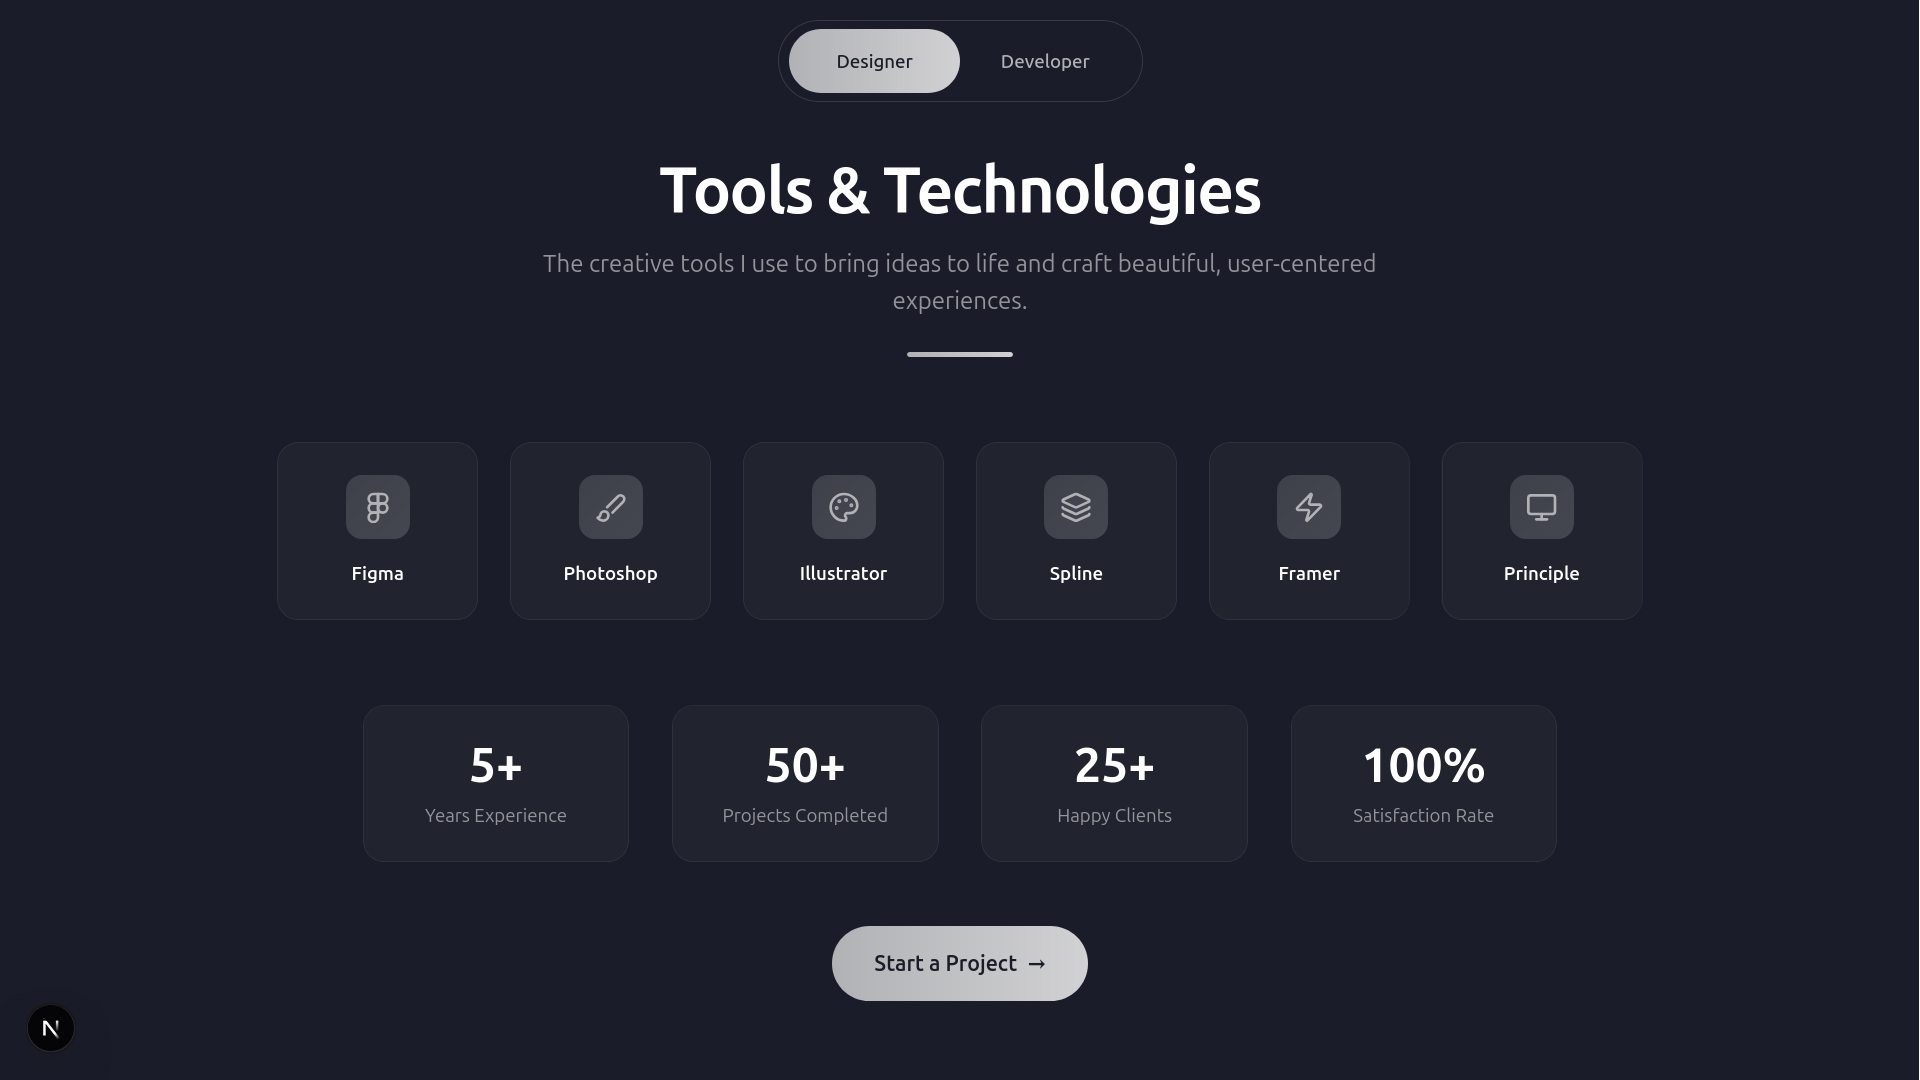 Designer
Developer
Tools & Technologies
The creative tools I use to bring ideas to life and craft beautiful, user-centered
experiences.
Figma
Photoshop
Illustrator
Spline
Framer
Principle
5+
Years Experience
50+
Projects Completed
25+
Happy Clients
100%
Satisfaction Rate
Start a Project →
N